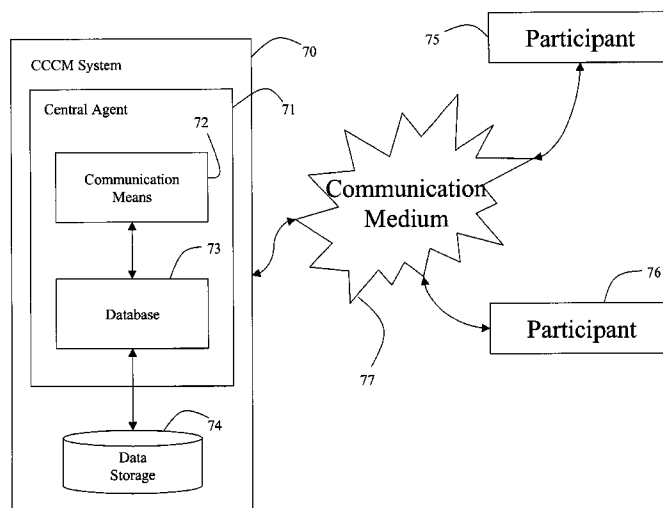 70
CCCM System
71
Central Agent
72
Communication
Means
73
Database
74
Data
Storage
75
Participant
Communication
Medium
76
Participant
77